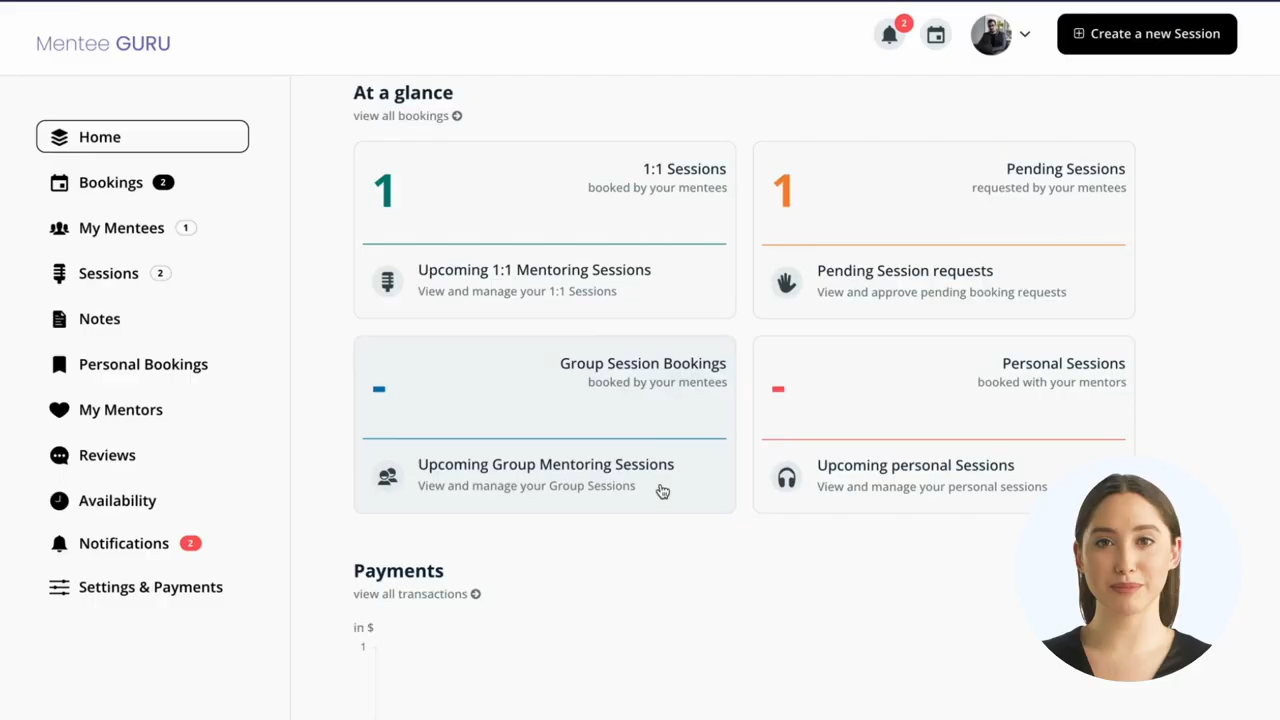 Mentee GURU
2
Create a new Session
Home
Bookings 2
My Mentees 1
Sessions 2
Notes
Personal Bookings
My Mentors
Reviews
Availability
Notifications 2
Settings & Payments
At a glance
view all bookings
1
1:1 Sessions
booked by your mentees
Upcoming 1:1 Mentoring Sessions
View and manage your 1:1 Sessions
1
Pending Sessions
requested by your mentees
Pending Session requests
View and approve pending booking requests
-
Group Session Bookings
booked by your mentees
Upcoming Group Mentoring Sessions
View and manage your Group Sessions
-
Personal Sessions
booked with your mentors
Upcoming personal Sessions
View and manage your personal sessions
Payments
view all transactions
in $
1